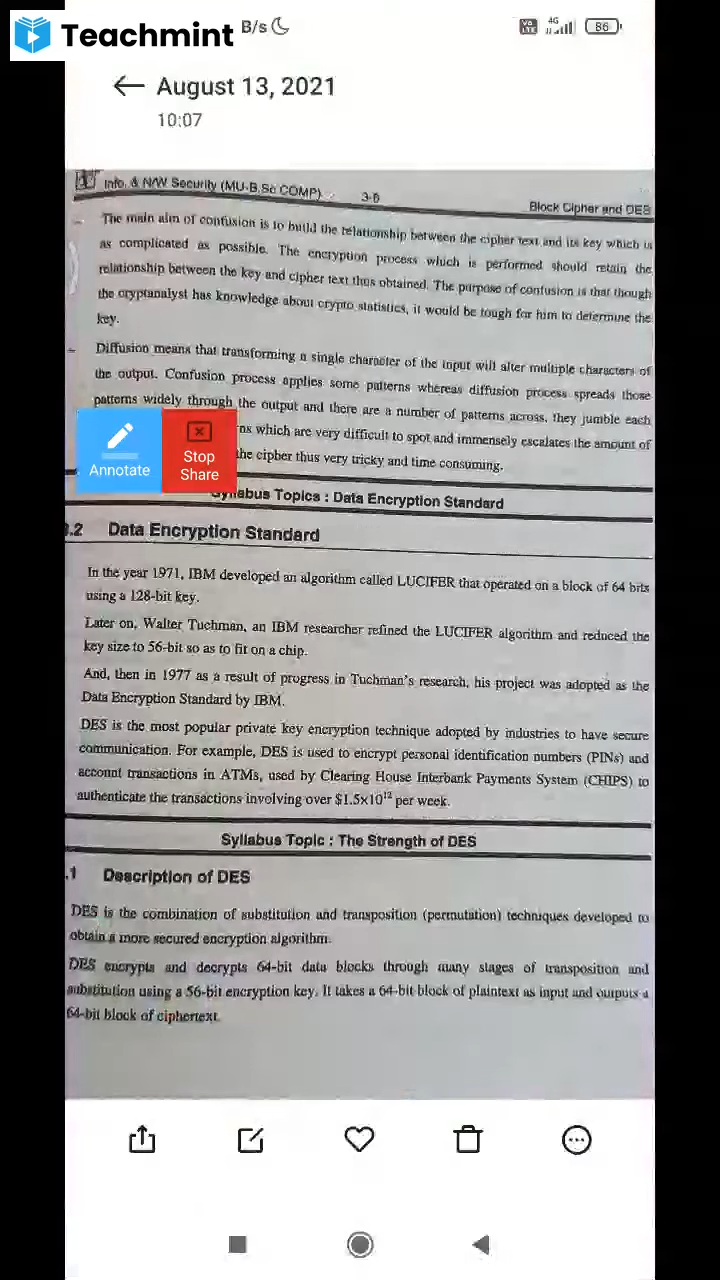 Teachmint B/s 4G 86
August 13, 2021
10:07
Info. & N/W Security (MU-B.Sc COMP) 3-6 Block Cipher and DES
– The main aim of confusion is to build the relationship between the cipher text and its key which is
as complicated as possible. The encryption process which is performed should retain the
relationship between the key and cipher text thus obtained. The purpose of confusion is that though
the cryptanalyst has knowledge about crypto statistics, it would be tough for him to determine the
key.
– Diffusion means that transforming a single character of the input will alter multiple characters of
the output. Confusion process applies some patterns whereas diffusion process spreads those
patterns widely through the output and there are a number of patterns across, they jumble each
which are very difficult to spot and immensely escalates the amount of
the cipher thus very tricky and time consuming.
Annotate
Stop
Share
Syllabus Topics : Data Encryption Standard
.2 Data Encryption Standard
In the year 1971, IBM developed an algorithm called LUCIFER that operated on a block of 64 bits
using a 128-bit key.
Later on, Walter Tuchman, an IBM researcher refined the LUCIFER algorithm and reduced the
key size to 56-bit so as to fit on a chip.
And, then in 1977 as a result of progress in Tuchman's research, his project was adopted as the
Data Encryption Standard by IBM.
DES is the most popular private key encryption technique adopted by industries to have secure
communication. For example, DES is used to encrypt personal identification numbers (PINs) and
account transactions in ATMs, used by Clearing House Interbank Payments System (CHIPS) to
authenticate the transactions involving over $1.5×10¹² per week.
Syllabus Topic : The Strength of DES
.1 Description of DES
DES is the combination of substitution and transposition (permutation) techniques developed to
obtain a more secured encryption algorithm.
DES encrypts and decrypts 64-bit data blocks through many stages of transposition and
substitution using a 56-bit encryption key. It takes a 64-bit block of plaintext as input and outputs a
64-bit block of ciphertext.